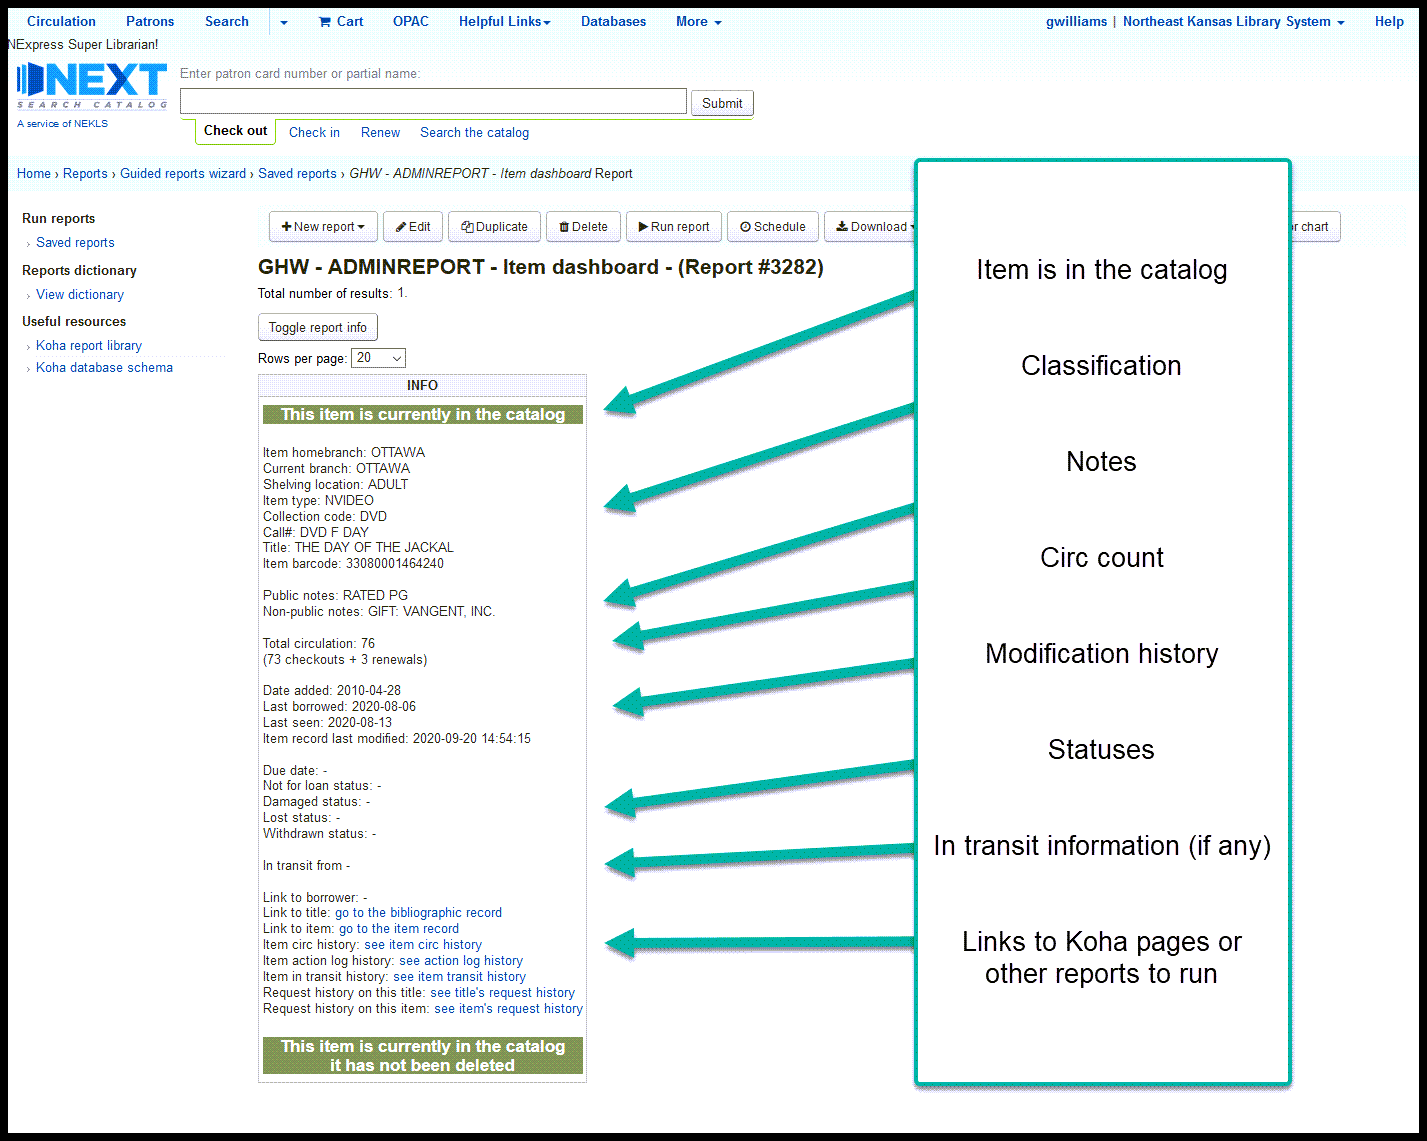 Circulation Patrons Search Cart OPAC Helpful Links Databases More gwilliams | Northeast Kansas Library System Help
NExpress Super Librarian!
NEXT
SEARCH CATALOG
A service of NEKLS
Enter patron card number or partial name:
Submit
Check out Check in Renew Search the catalog
Home › Reports › Guided reports wizard › Saved reports › GHW - ADMINREPORT - Item dashboard Report
Run reports
› Saved reports
Reports dictionary
› View dictionary
Useful resources
› Koha report library
› Koha database schema
New report Edit Duplicate Delete Run report Schedule Download chart
GHW - ADMINREPORT - Item dashboard - (Report #3282)
Total number of results: 1.
Toggle report info
Rows per page: 20
INFO
This item is currently in the catalog
Item homebranch: OTTAWA
Current branch: OTTAWA
Shelving location: ADULT
Item type: NVIDEO
Collection code: DVD
Call#: DVD F DAY
Title: THE DAY OF THE JACKAL
Item barcode: 33080001464240
Public notes: RATED PG
Non-public notes: GIFT: VANGENT, INC.
Total circulation: 76
(73 checkouts + 3 renewals)
Date added: 2010-04-28
Last borrowed: 2020-08-06
Last seen: 2020-08-13
Item record last modified: 2020-09-20 14:54:15
Due date: -
Not for loan status: -
Damaged status: -
Lost status: -
Withdrawn status: -
In transit from -
Link to borrower: -
Link to title: go to the bibliographic record
Link to item: go to the item record
Item circ history: see item circ history
Item action log history: see action log history
Item in transit history: see item transit history
Request history on this title: see title's request history
Request history on this item: see item's request history
This item is currently in the catalog
it has not been deleted
Item is in the catalog
Classification
Notes
Circ count
Modification history
Statuses
In transit information (if any)
Links to Koha pages or
other reports to run